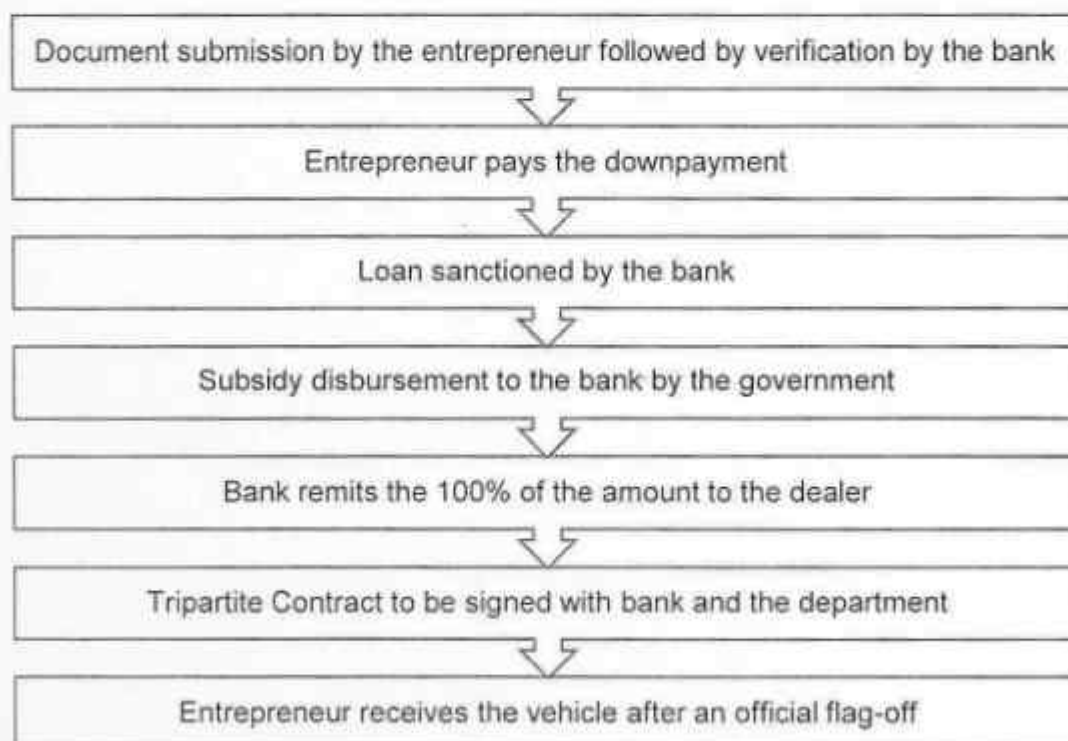 Document submission by the entrepreneur followed by verification by the bank
Entrepreneur pays the downpayment
Loan sanctioned by the bank
Subsidy disbursement to the bank by the government
Bank remits the 100% of the amount to the dealer
Tripartite Contract to be signed with bank and the department
Entrepreneur receives the vehicle after an official flag-off